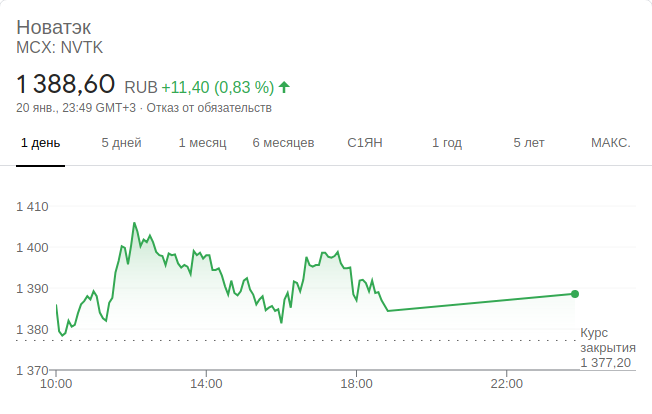 Новатэк
MCX: NVTK
1 388,60 RUB +11,40 (0,83 %)
20 янв., 23:49 GMT+3 · Отказ от обязательств
1 день 5 дней 1 месяц 6 месяцев С1ЯН 1 год 5 лет МАКС.
1 410
1 400
1 390
1 380
1 370
Курс
закрытия
1 377,20
10:00 14:00 18:00 22:00